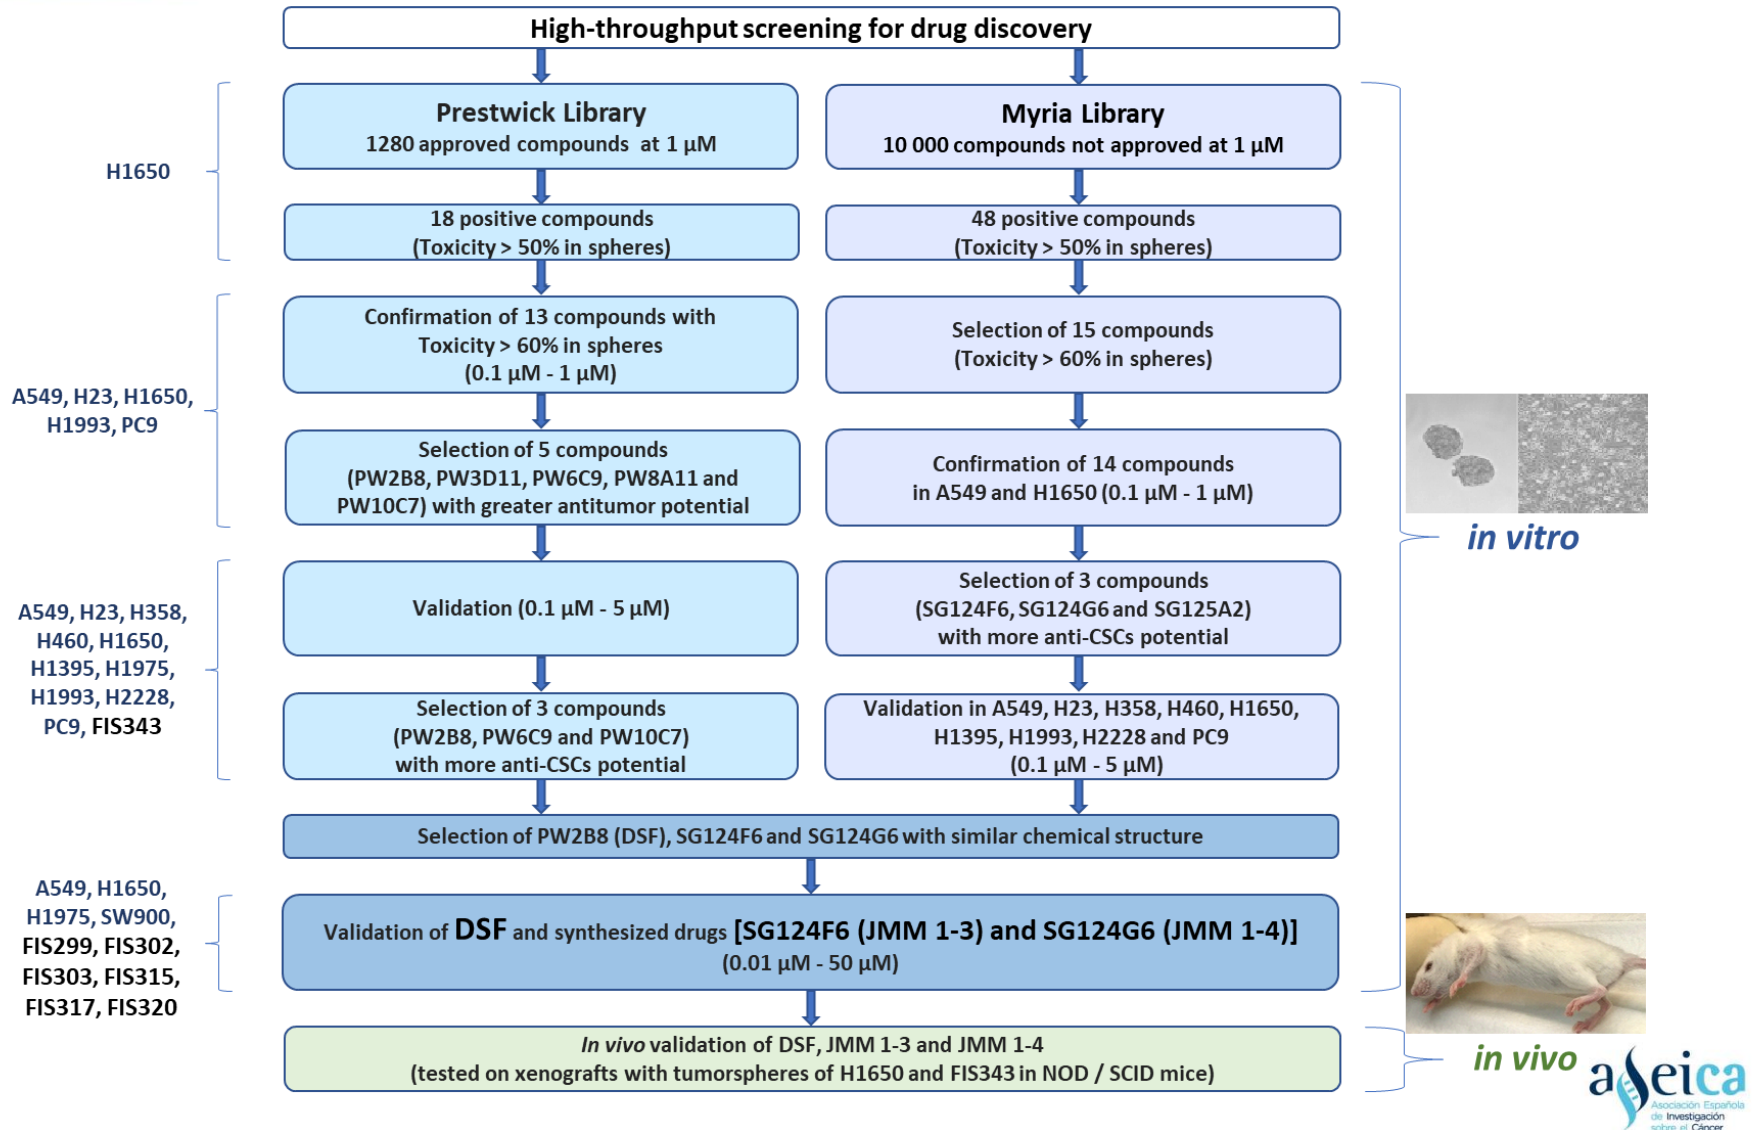 High-throughput screening for drug discovery
Prestwick Library
1280 approved compounds at 1 µM
Myria Library
10 000 compounds not approved at 1 µM
H1650
18 positive compounds
(Toxicity > 50% in spheres)
48 positive compounds
(Toxicity > 50% in spheres)
Confirmation of 13 compounds with
Toxicity > 60% in spheres
(0.1 µM - 1 µM)
Selection of 15 compounds
(Toxicity > 60% in spheres)
A549, H23, H1650,
H1993, PC9
Selection of 5 compounds
(PW2B8, PW3D11, PW6C9, PW8A11 and
PW10C7) with greater antitumor potential
Confirmation of 14 compounds
in A549 and H1650 (0.1 µM - 1 µM)
in vitro
Validation (0.1 µM - 5 µM)
Selection of 3 compounds
(SG124F6, SG124G6 and SG125A2)
with more anti-CSCs potential
A549, H23, H358,
H460, H1650,
H1395, H1975,
H1993, H2228,
PC9, FIS343
Selection of 3 compounds
(PW2B8, PW6C9 and PW10C7)
with more anti-CSCs potential
Validation in A549, H23, H358, H460, H1650,
H1395, H1993, H2228 and PC9
(0.1 µM - 5 µM)
Selection of PW2B8 (DSF), SG124F6 and SG124G6 with similar chemical structure
A549, H1650,
H1975, SW900,
FIS299, FIS302,
FIS303, FIS315,
FIS317, FIS320
Validation of DSF and synthesized drugs [SG124F6 (JMM 1-3) and SG124G6 (JMM 1-4)]
(0.01 µM - 50 µM)
In vivo validation of DSF, JMM 1-3 and JMM 1-4
(tested on xenografts with tumorspheres of H1650 and FIS343 in NOD / SCID mice)
in vivo
aseica
Asociación Española
de Investigación
sobre el Cáncer